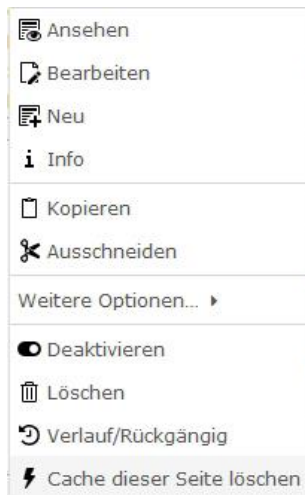 Ansehen
Bearbeiten
Neu
Info
Kopieren
Ausschneiden
Weitere Optionen...
Deaktivieren
Löschen
Verlauf/Rückgängig
Cache dieser Seite löschen